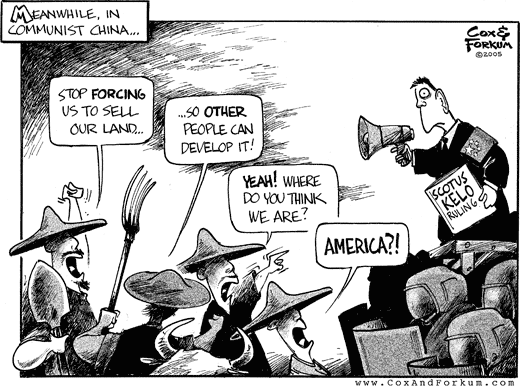 MEANWHILE, IN
COMMUNIST CHINA...
COX &
FORKUM
©2005
STOP FORCING
US TO SELL
OUR LAND...
...SO OTHER
PEOPLE CAN
DEVELOP IT!
YEAH! WHERE
DO YOU THINK
WE ARE?
AMERICA?!
SCOTUS
KELO
RULING
www.CoxAndForkum.com